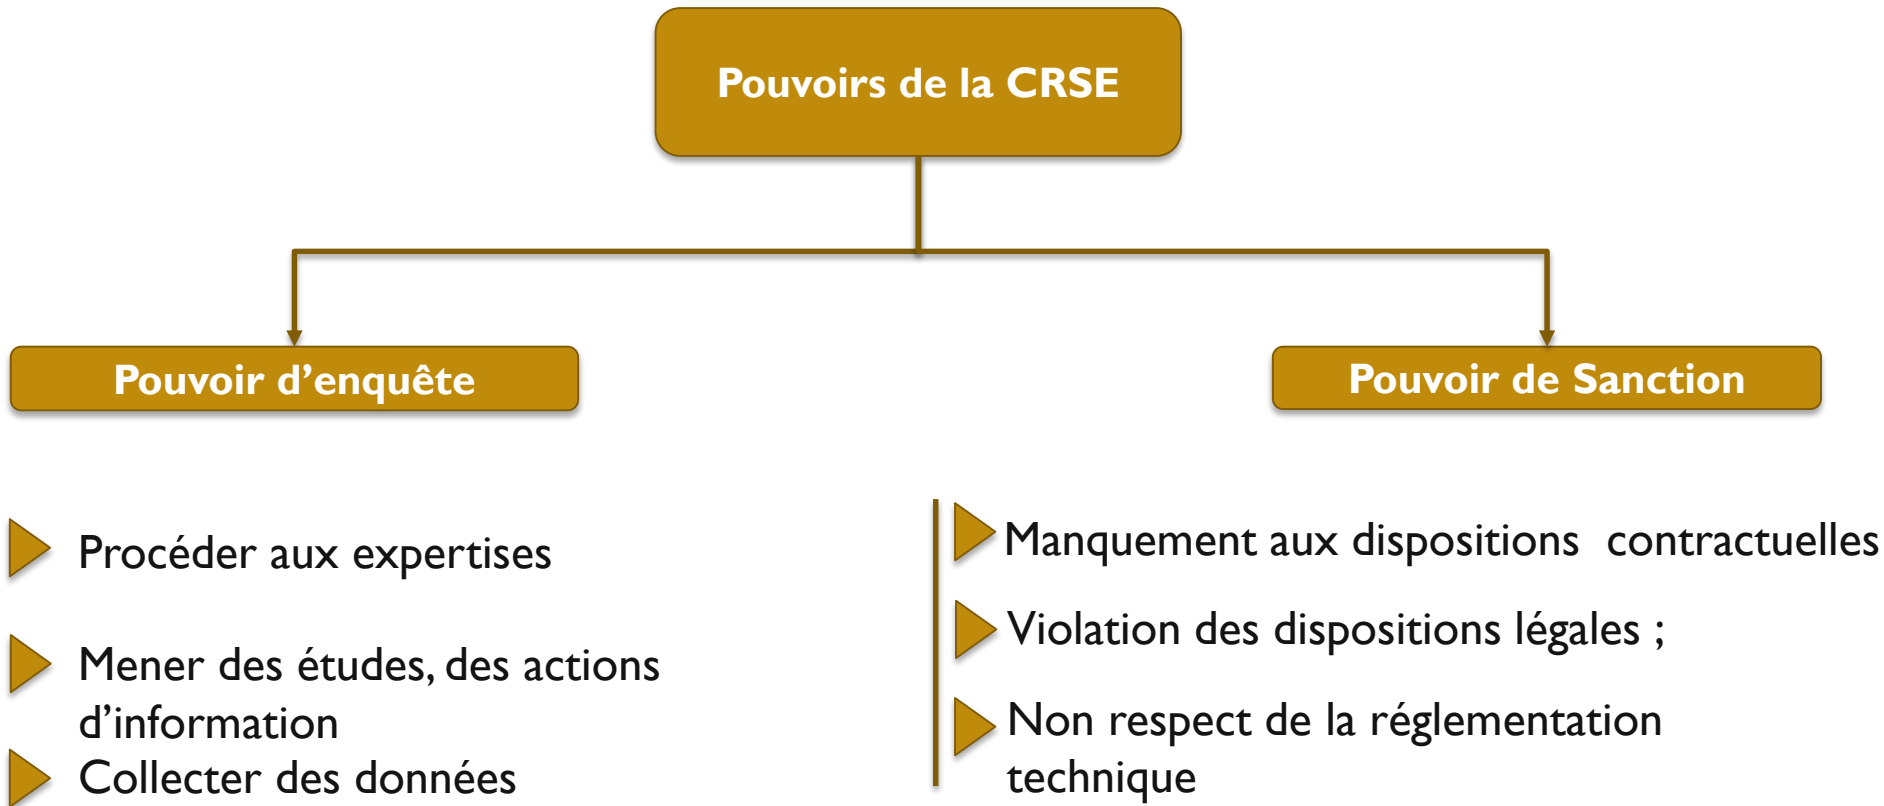 Pouvoirs de la CRSE
Pouvoir d’enquête
Pouvoir de Sanction
Procéder aux expertises
Mener des études, des actions
d’information
Collecter des données
Manquement aux dispositions  contractuelles
Violation des dispositions légales ;
Non respect de la réglementation
technique